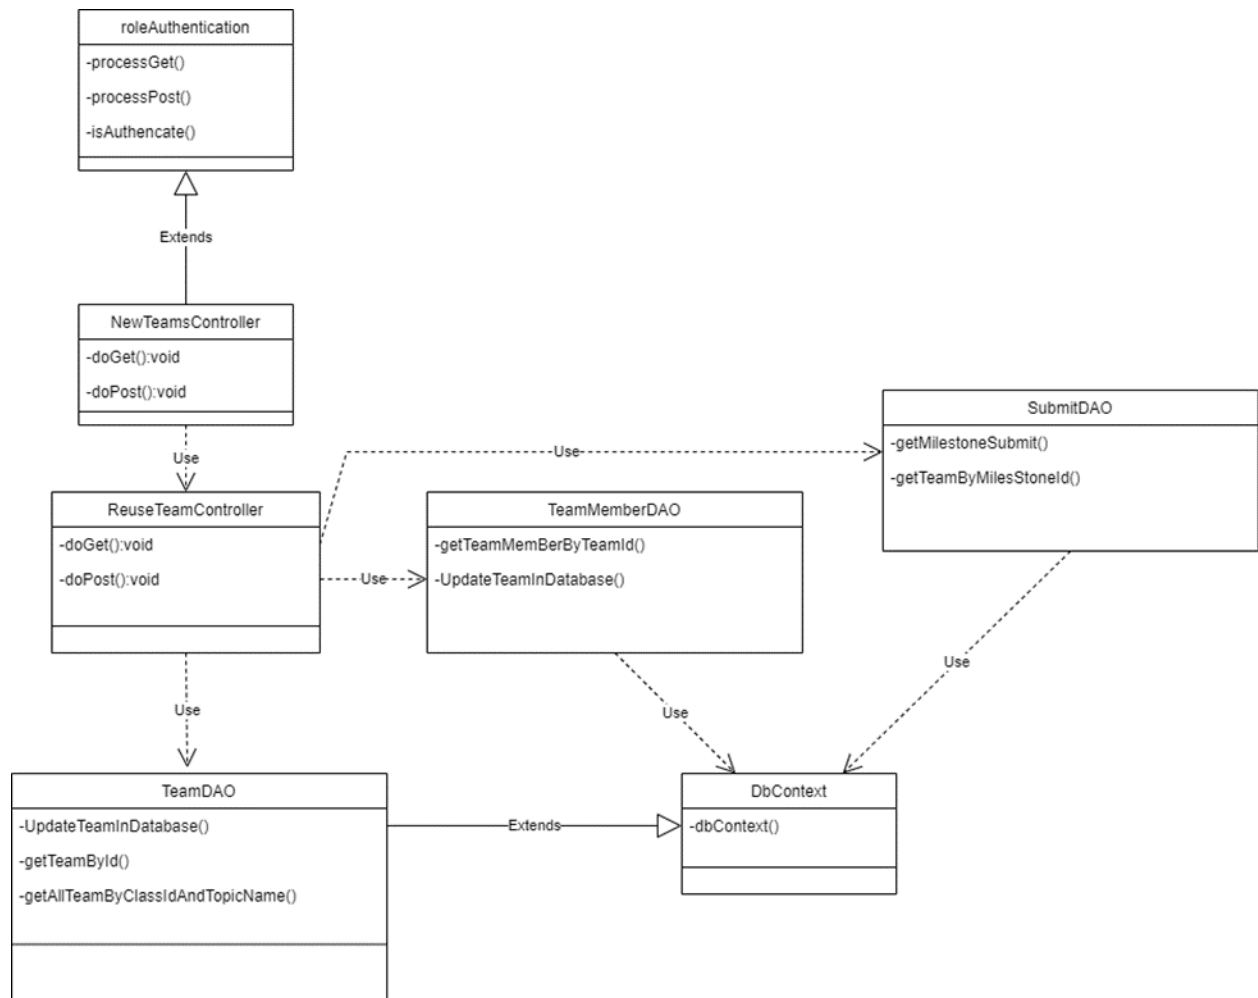 roleAuthentication
-processGet()
-processPost()
-isAuthencate()
Extends
NewTeamsController
-doGet():void
-doPost():void
Use
ReuseTeamController
-doGet():void
-doPost():void
Use
Use
Use
SubmitDAO
-getMilestoneSubmit()
-getTeamByMilesStoneId()
TeamMemberDAO
-getTeamMemBerByTeamId()
-UpdateTeamInDatabase()
Use
Use
TeamDAO
-UpdateTeamInDatabase()
-getTeamById()
-getAllTeamByClassIdAndTopicName()
Extends
DbContext
-dbContext()